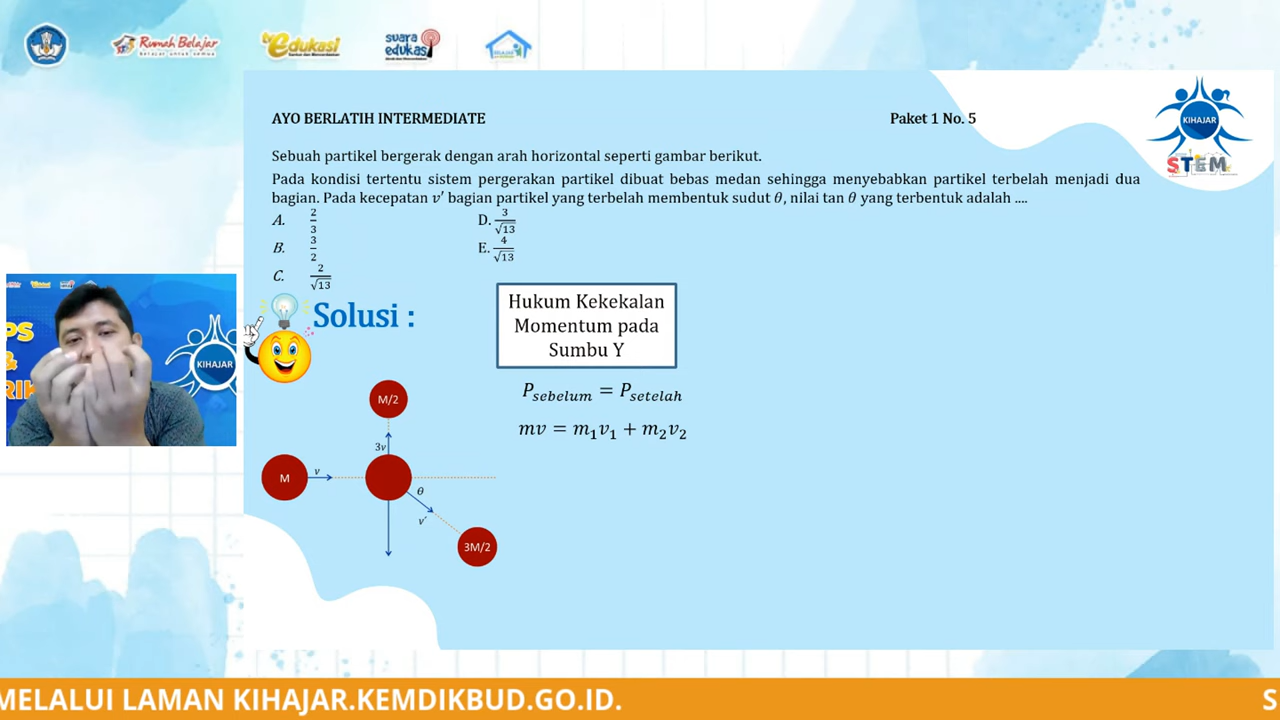 Rumah Belajar
Belajar untuk semua
tv Edukasi
suara
edukasi
AYO BERLATIH INTERMEDIATE
Paket 1 No. 5
KIHAJAR
STEM
Sebuah partikel bergerak dengan arah horizontal seperti gambar berikut.
Pada kondisi tertentu sistem pergerakan partikel dibuat bebas medan sehingga menyebabkan partikel terbelah menjadi dua
bagian. Pada kecepatan v′ bagian partikel yang terbelah membentuk sudut θ, nilai tan θ yang terbentuk adalah ....
A. 2/3
D. 3/√13
B. 3/2
E. 4/√13
C. 2/√13
Solusi :
Hukum Kekekalan
Momentum pada
Sumbu Y
P_sebelum = P_setelah
mv = m₁v₁ + m₂v₂
M/2
3v
M
v
θ
v′
3M/2
PS
&
RIK
KIHAJAR
MELALUI LAMAN KIHAJAR.KEMDIKBUD.GO.ID.
S